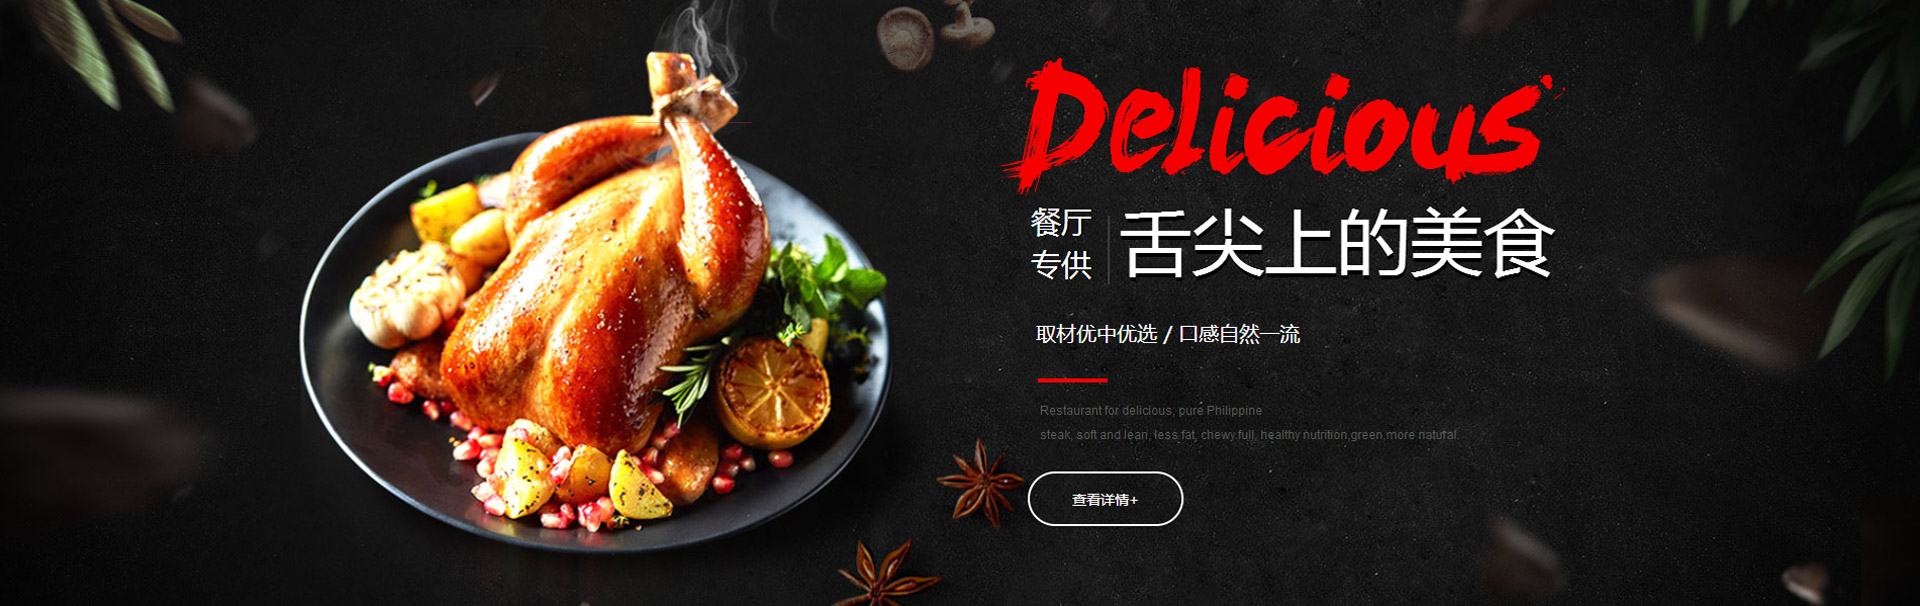 Delicious
餐厅
专供
舌尖上的美食
取材优中优选 / 口感自然一流
Restaurant for delicious, pure Philippine
steak, soft and lean, less fat, chewy.full, healthy nutrition,green,more natural.
查看详情+